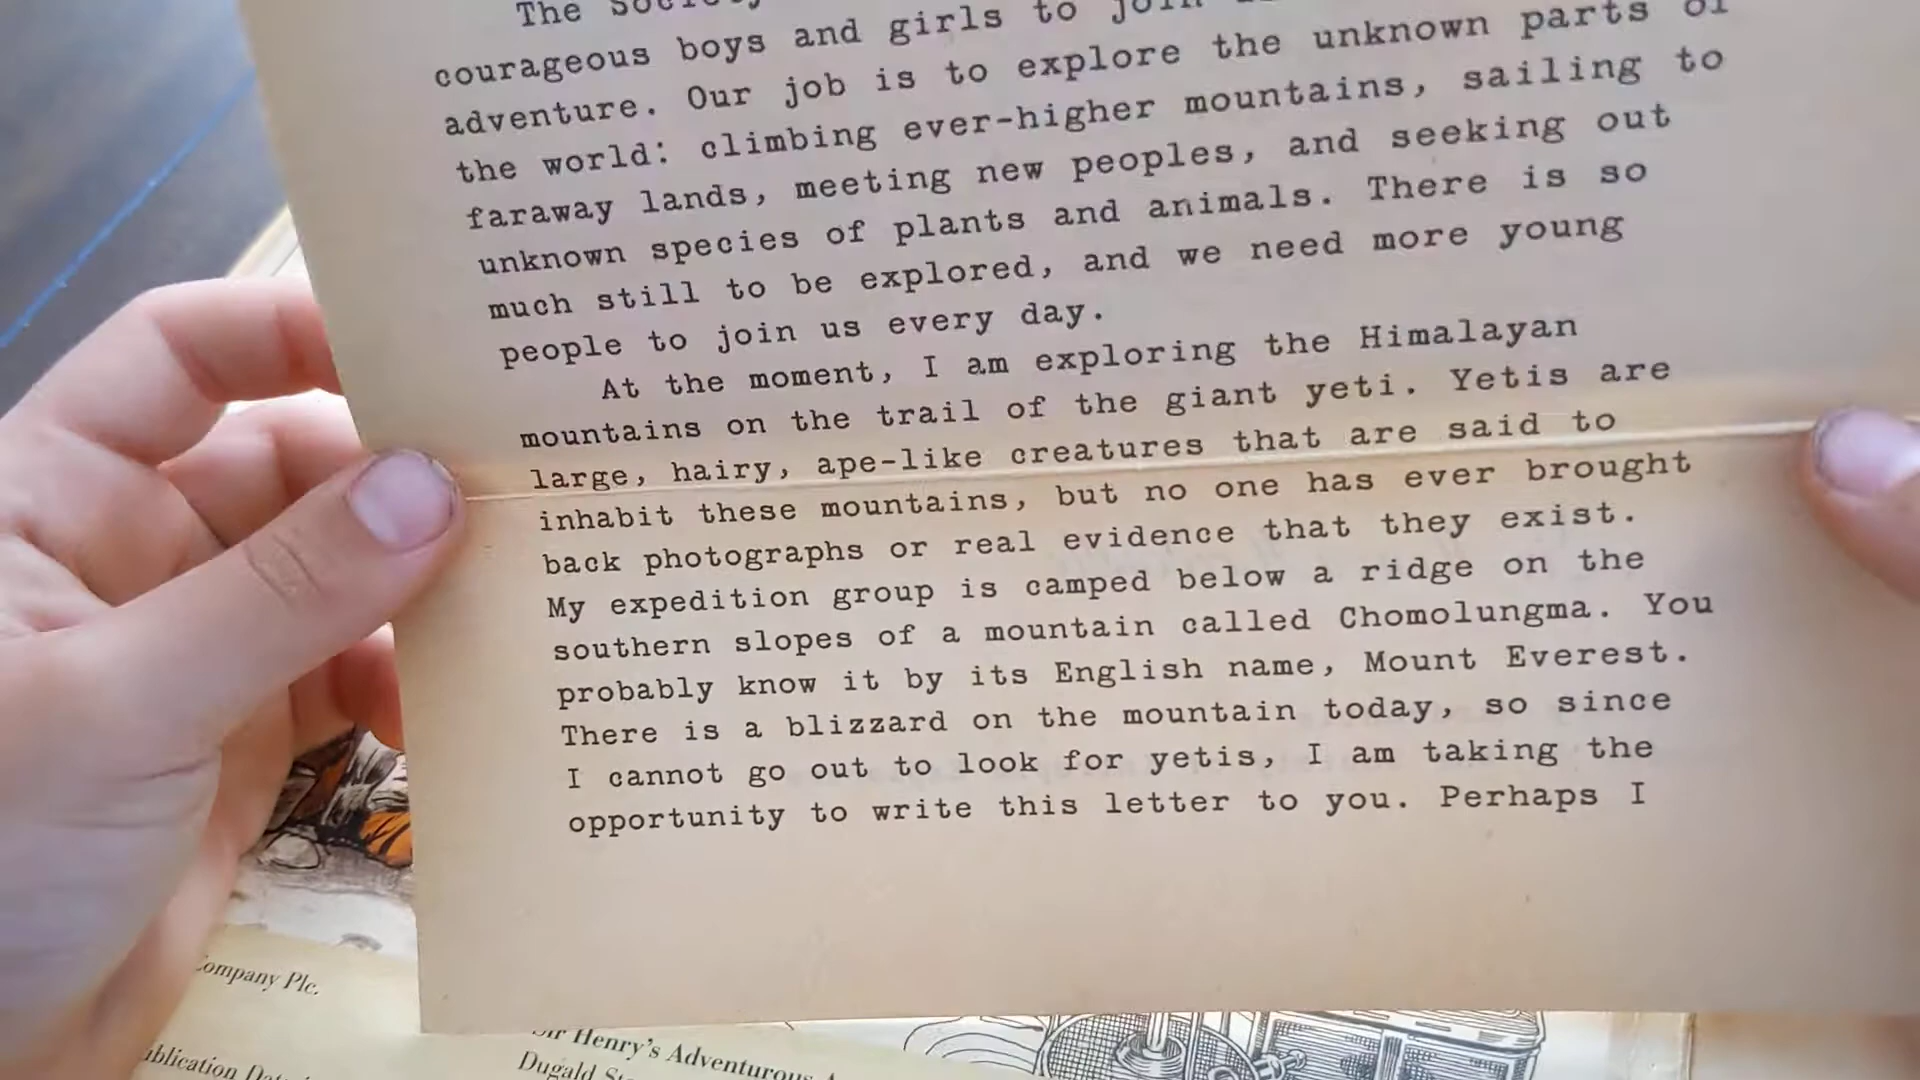 The Society
courageous boys and girls to join
adventure. Our job is to explore the unknown parts of
the world: climbing ever-higher mountains, sailing to
faraway lands, meeting new peoples, and seeking out
unknown species of plants and animals. There is so
much still to be explored, and we need more young
people to join us every day.
At the moment, I am exploring the Himalayan
mountains on the trail of the giant yeti. Yetis are
large, hairy, ape-like creatures that are said to
inhabit these mountains, but no one has ever brought
back photographs or real evidence that they exist.
My expedition group is camped below a ridge on the
southern slopes of a mountain called Chomolungma. You
probably know it by its English name, Mount Everest.
There is a blizzard on the mountain today, so since
I cannot go out to look for yetis, I am taking the
opportunity to write this letter to you. Perhaps I
Company Plc.
Sir Henry's Adventurous
Dugald